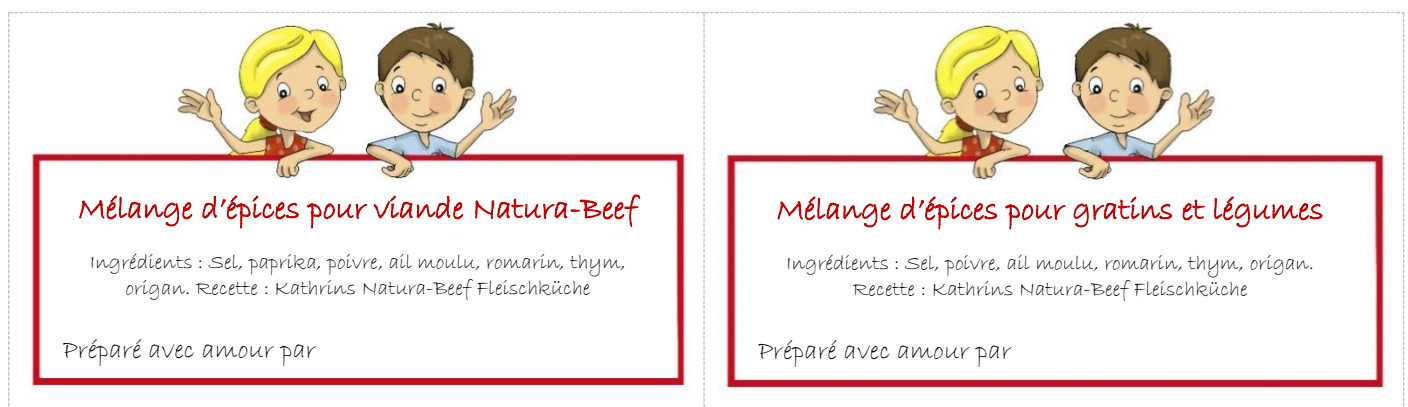 Mélange d'épices pour viande Natura-Beef
Ingrédients : Sel, paprika, poivre, ail moulu, romarin, thym,
origan. Recette : Kathrins Natura-Beef Fleischküche
Préparé avec amour par
Mélange d'épices pour gratins et légumes
Ingrédients : Sel, poivre, ail moulu, romarin, thym, origan.
Recette : Kathrins Natura-Beef Fleischküche
Préparé avec amour par